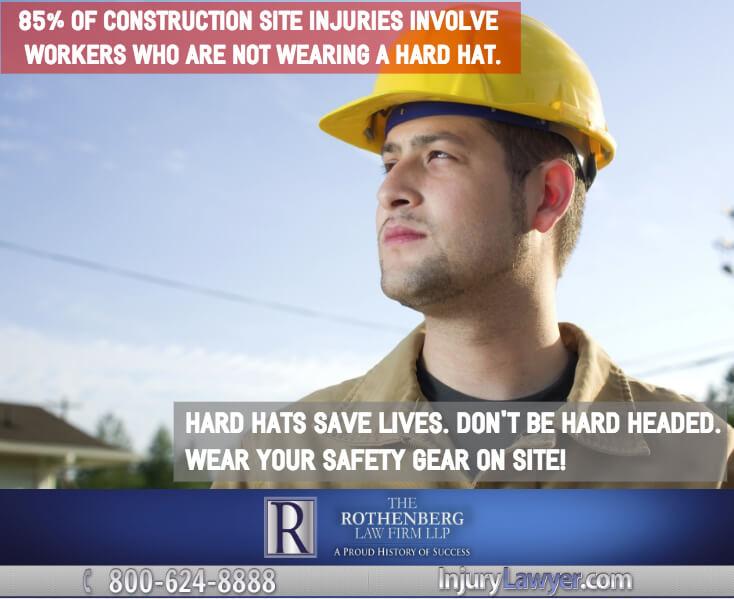 85% OF CONSTRUCTION SITE INJURIES INVOLVE
WORKERS WHO ARE NOT WEARING A HARD HAT.
HARD HATS SAVE LIVES. DON'T BE HARD HEADED.
WEAR YOUR SAFETY GEAR ON SITE!
R
THE
ROTHENBERG
LAW FIRM LLP
A PROUD HISTORY OF SUCCESS
800-624-8888
InjuryLawyer.com